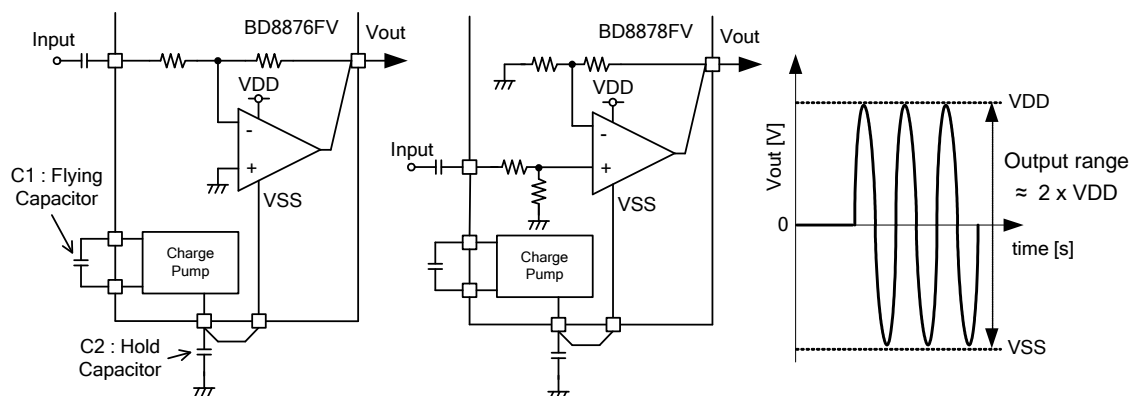 BD8876FV
Vout
Input
VDD
-
+
C1 : Flying
Capacitor
VSS
Charge
Pump
C2 : Hold
Capacitor
BD8878FV
Vout
VDD
-
+
Input
VSS
Charge
Pump
Vout [V]
VDD
Output range
≈ 2 x VDD
0
time [s]
VSS